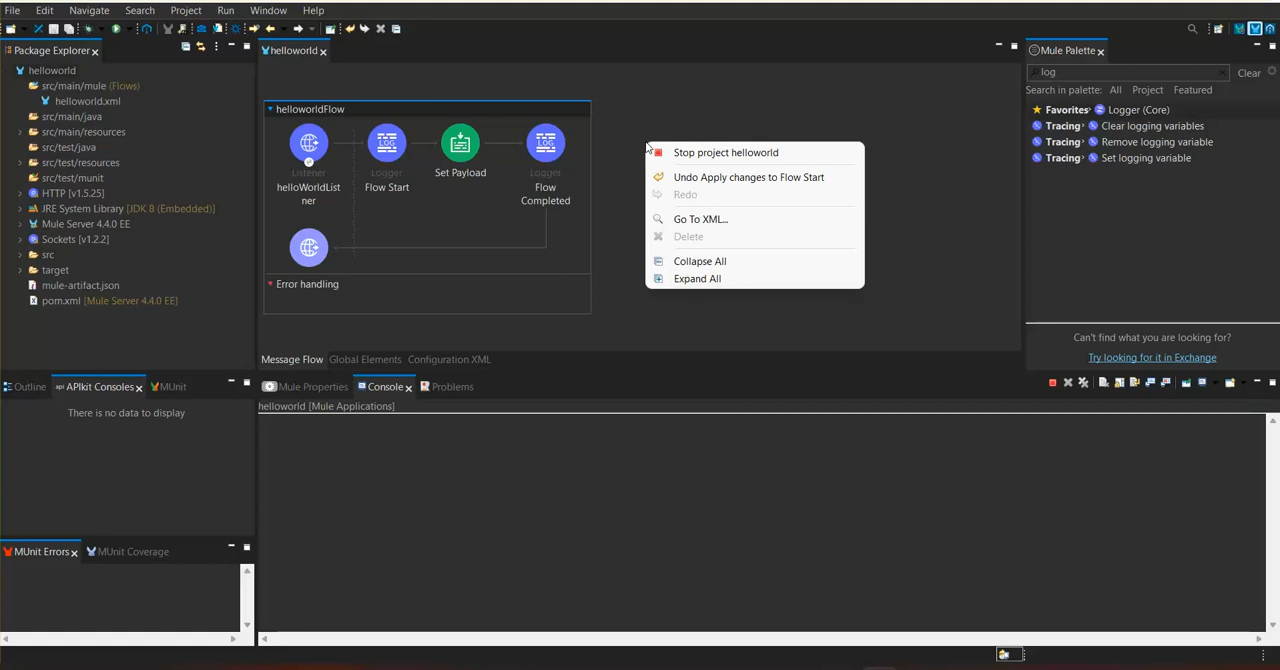 File Edit Navigate Search Project Run Window Help
Package Explorer
helloworld
src/main/mule (Flows)
helloworld.xml
src/main/java
src/main/resources
src/test/java
src/test/resources
src/test/munit
HTTP [v1.5.25]
JRE System Library [JDK 8 (Embedded)]
Mule Server 4.4.0 EE
Sockets [v1.2.2]
src
target
mule-artifact.json
pom.xml [Mule Server 4.4.0 EE]
helloworld
helloworldFlow
LOG
LOG
Listener
helloWorldList
ner
Logger
Flow Start
Set Payload
Logger
Flow
Completed
Error handling
Stop project helloworld
Undo Apply changes to Flow Start
Redo
Go To XML...
Delete
Collapse All
Expand All
Message Flow Global Elements Configuration XML
Mule Palette
log
Clear
Search in palette: All Project Featured
Favorites Logger (Core)
Tracing Clear logging variables
Tracing Remove logging variables
Tracing Set logging variable
Can't find what you are looking for?
Try looking for it in Exchange
Outline api APIkit Consoles MUnit
There is no data to display
MUnit Errors MUnit Coverage
Mule Properties Console Problems
helloworld [Mule Applications]